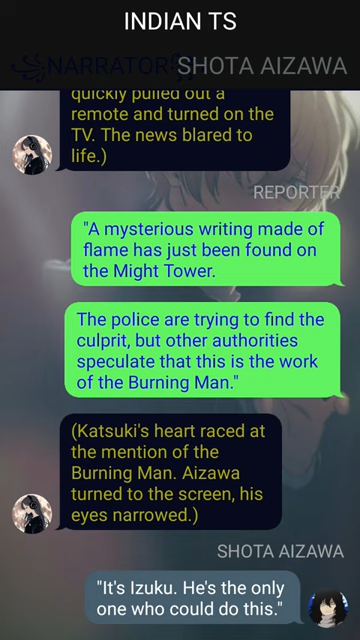 INDIAN TS
NARRATOR
SHOTA AIZAWA
quickly pulled out a
remote and turned on the
TV. The news blared to
life.)
REPORTER
"A mysterious writing made of
flame has just been found on
the Might Tower.
The police are trying to find the
culprit, but other authorities
speculate that this is the work
of the Burning Man."
(Katsuki's heart raced at
the mention of the
Burning Man. Aizawa
turned to the screen, his
eyes narrowed.)
SHOTA AIZAWA
"It's Izuku. He's the only
one who could do this."